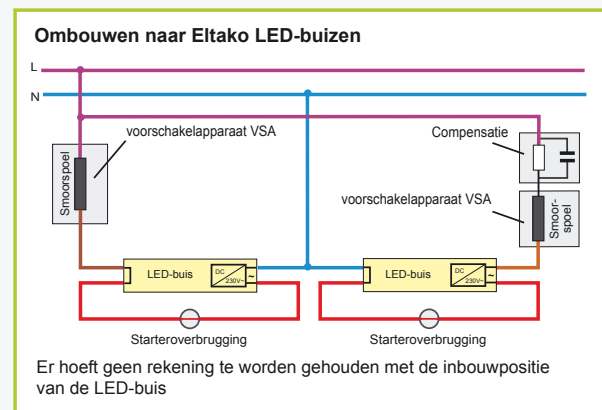 Ombouwen naar Eltako LED-buizen
L
N
voorschakelapparaat VSA
Compensatie
Smoorspoel
voorschakelapparaat VSA
Smoor-
spoel
LED-buis
DC
230V~
~
LED-buis
DC
230V~
~
Starteroverbrugging
Starteroverbrugging
Er hoeft geen rekening te worden gehouden met de inbouwpositie
van de LED-buis